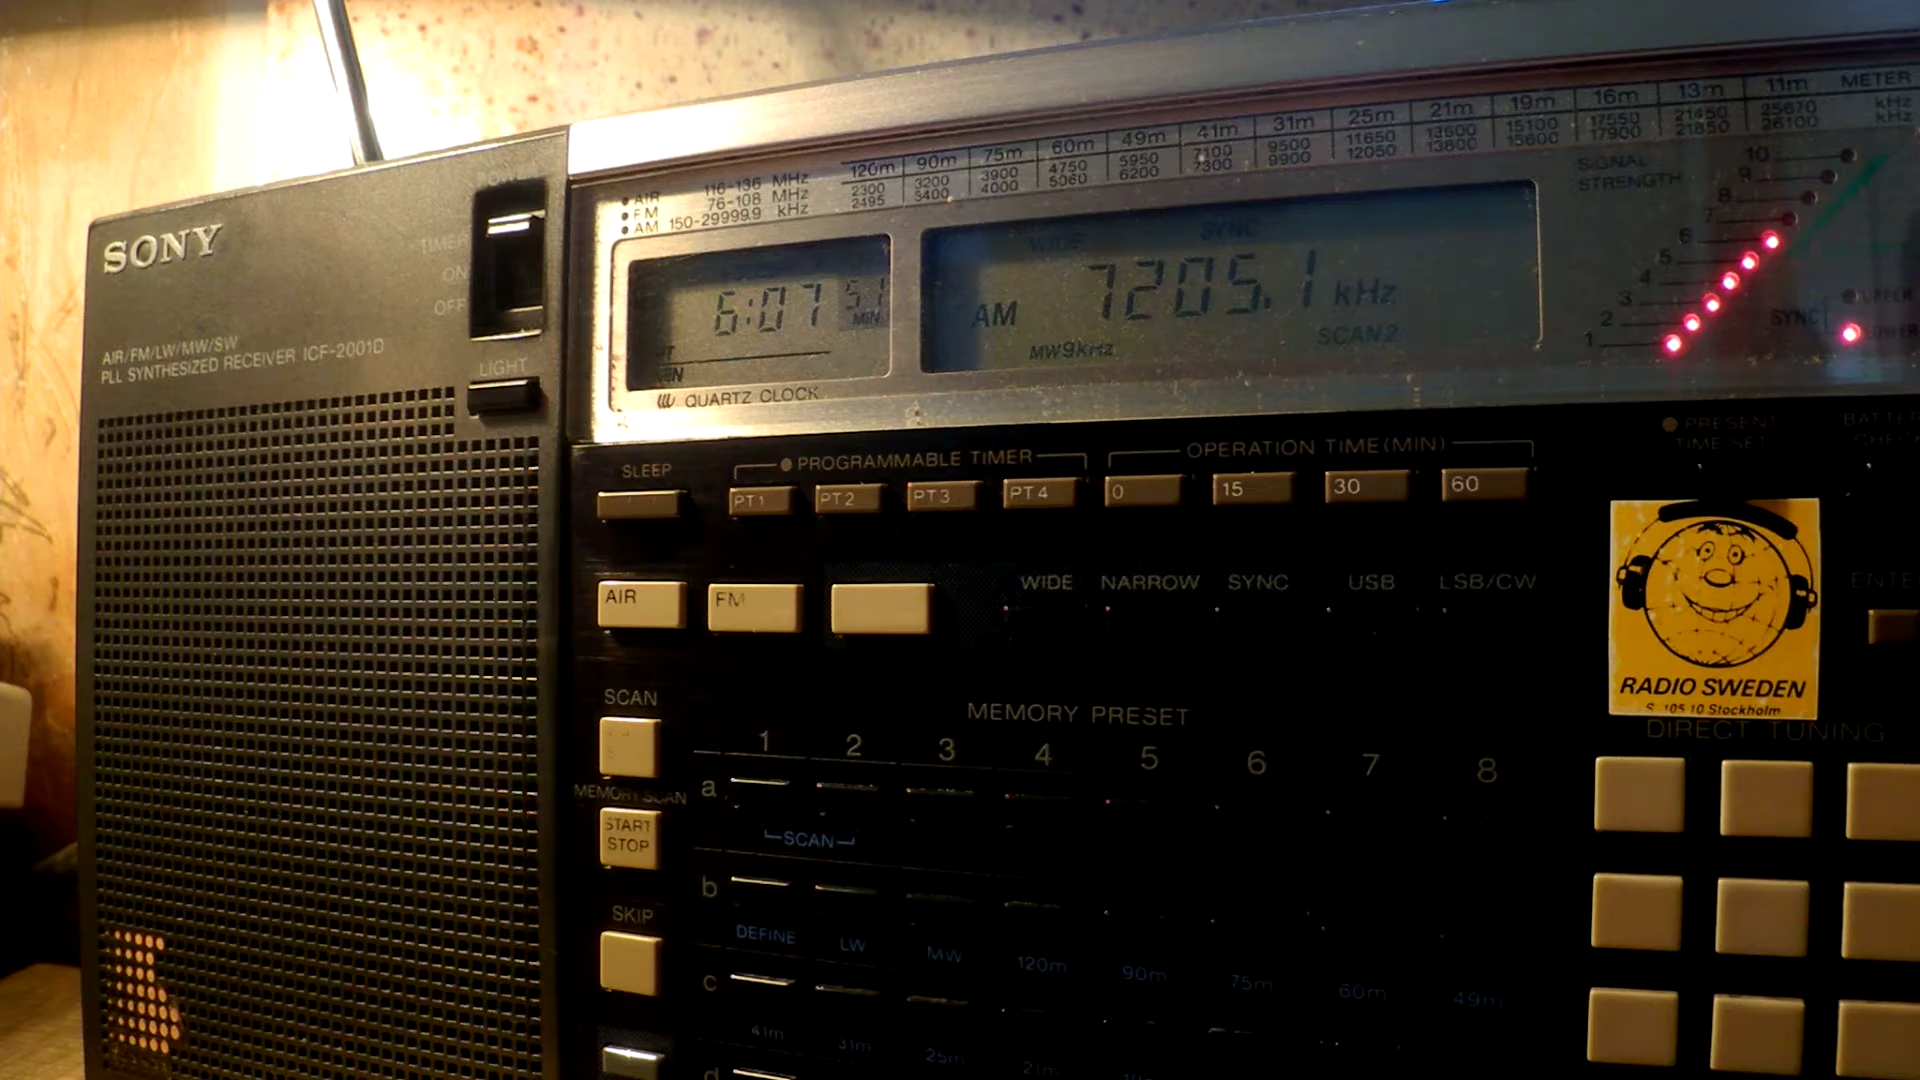 SONY
TIMER
ON
OFF
AIR/FM/LW/MW/SW
PLL SYNTHESIZED RECEIVER ICF-2001D
LIGHT
AIR 116-136 MHz
FM 76-108 MHz
AM 150-29999.9 kHz
120m 90m 75m 60m 49m 41m 31m 25m 21m 19m 16m 13m 11m METER
2300 3200 3900 4750 5950 7100 9500 11650 13600 15100 17550 21450 25670 kHz
2495 3400 4000 5060 6200 7300 9900 12050 13800 15600 17900 21850 26100 kHz
6:07 51
MIN
QUARTZ CLOCK
WIDE SYNC
AM 7205.1 kHz
MW9kHz SCAN2
SIGNAL
STRENGTH
10
9
8
7
6
5
4
3
2
1
SYNC
UPPER
LOWER
SLEEP
PROGRAMMABLE TIMER
OPERATION TIME(MIN)
PRESENT
TIME SET
PT1 PT2 PT3 PT4 0 15 30 60
AIR FM
WIDE NARROW SYNC USB LSB/CW
RADIO SWEDEN
S-105 10 Stockholm
DIRECT TUNING
SCAN
MEMORY SCAN
START
STOP
SKIP
MEMORY PRESET
1 2 3 4 5 6 7 8
a
SCAN
b
DEFINE LW MW 120m 90m 75m 60m 49m
c
41m 31m 25m 21m
d